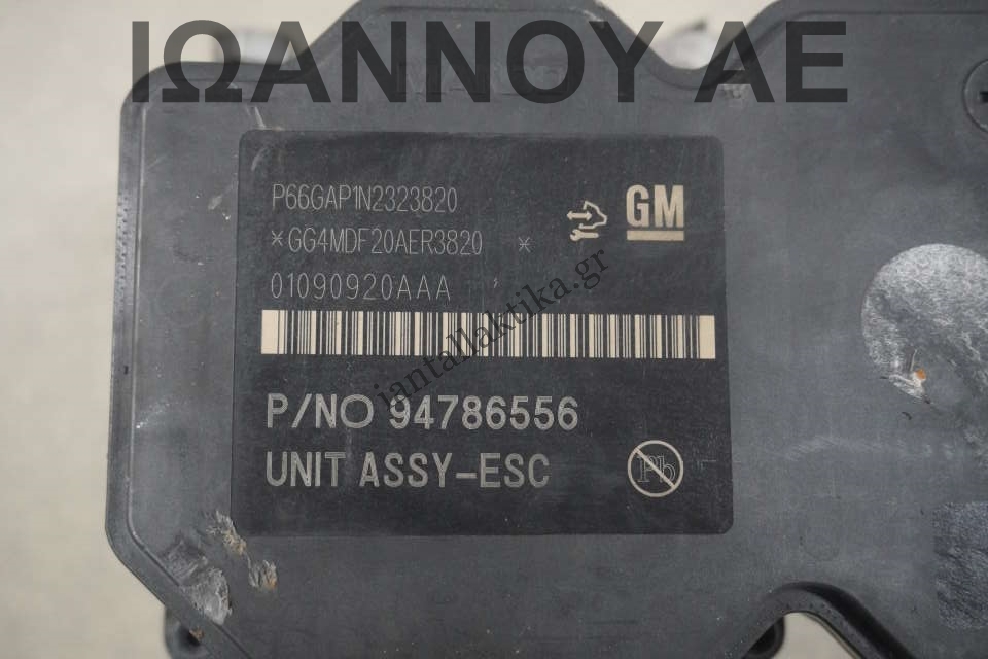 ΙΩΑΝΝΟΥ ΑΕ
P66GAP1N2323820
*GG4MDF20AER3820 *
GM
01090920AAA
iantallaktika.gr
P/NO 94786556
UNIT ASSY-ESC
Pb